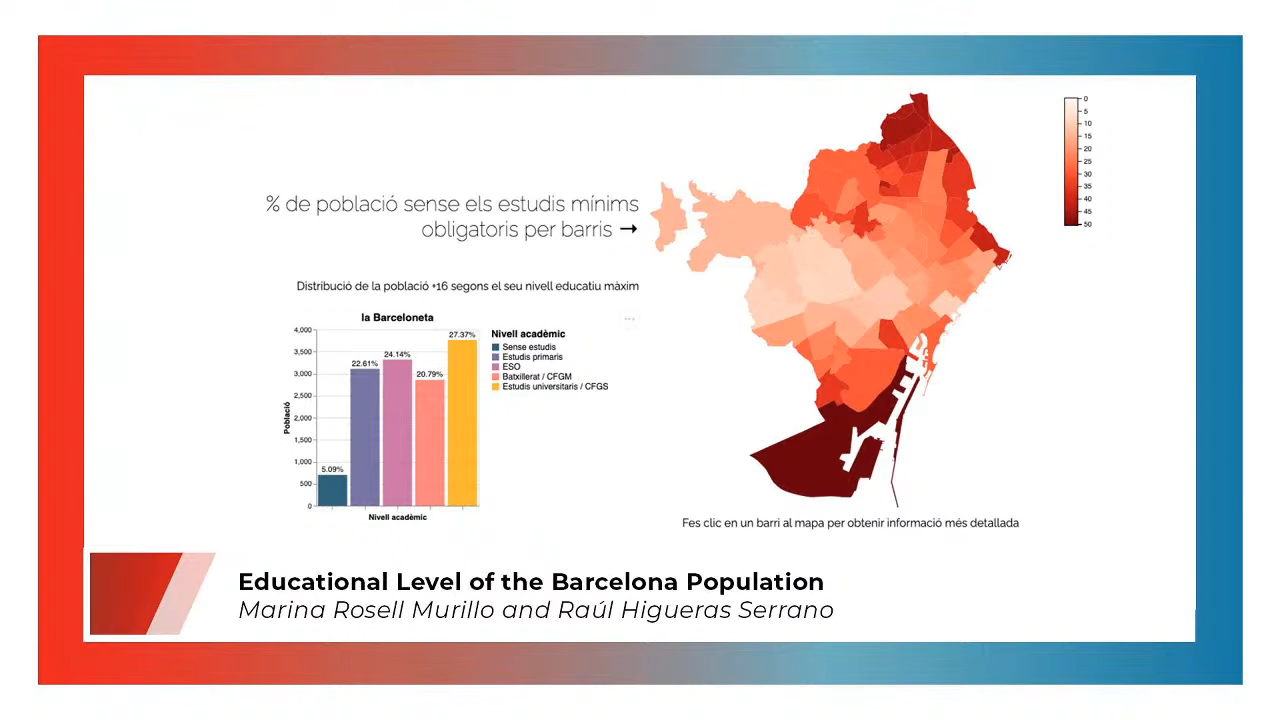 % de població sense els estudis mínims
obligatoris per barris →
Distribució de la població +16 segons el seu nivell educatiu màxim
la Barceloneta
Població
4,000
3,500
3,000
2,500
2,000
1,500
1,000
500
0
5.09%
22.61%
24.14%
20.79%
27.37%
Nivell acadèmic
Nivell acadèmic
Sense estudis
Estudis primaris
ESO
Batxillerat / CFGM
Estudis universitaris / CFGS
0
5
10
15
20
25
30
35
40
45
50
Fes clic en un barri al mapa per obtenir informació més detallada
Educational Level of the Barcelona Population
Marina Rosell Murillo and Raúl Higueras Serrano